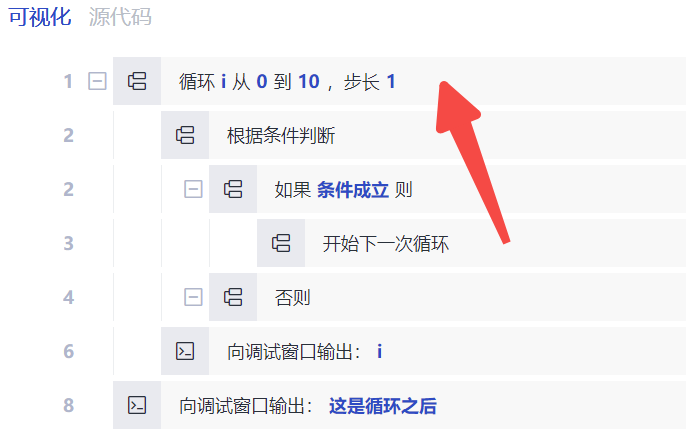 可视化 源代码
1 循环 i 从 0 到 10 ，步长 1
2 根据条件判断
2 如果 条件成立 则
3 开始下一次循环
4 否则
6 向调试窗口输出： i
8 向调试窗口输出： 这是循环之后